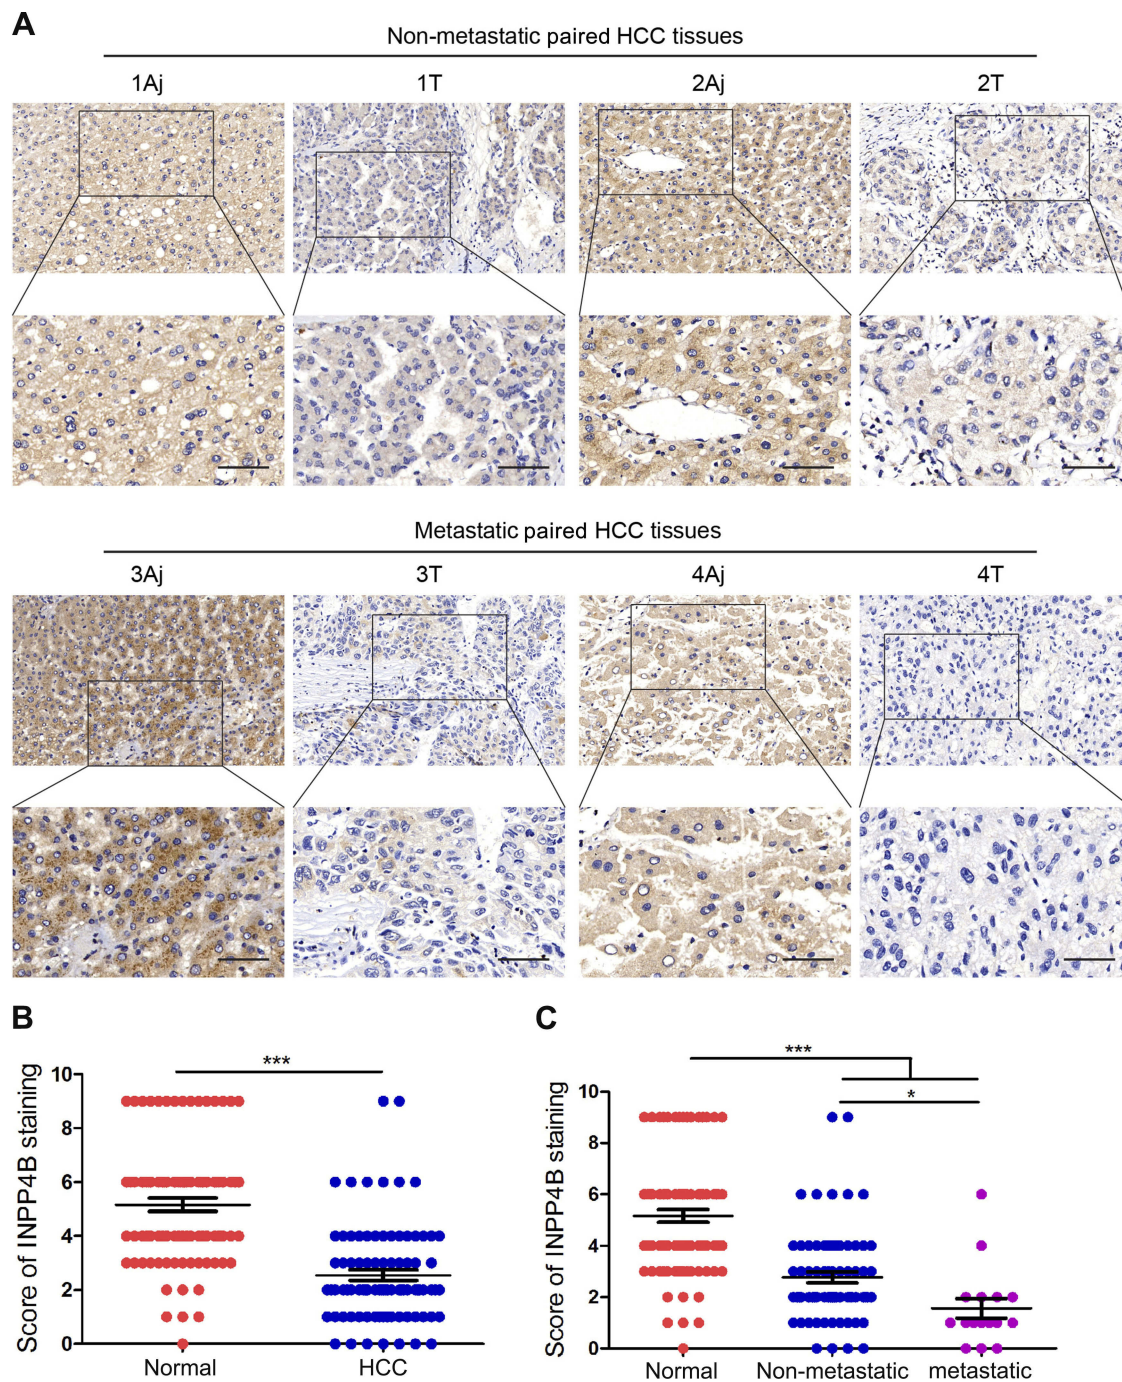 A
Non-metastatic paired HCC tissues
1Aj 1T 2Aj 2T
Metastatic paired HCC tissues
3Aj 3T 4Aj 4T
B
***
Score of INPP4B staining
10
8
6
4
2
0
Normal HCC
C
***
*
Score of INPP4B staining
10
8
6
4
2
0
Normal Non-metastatic metastatic